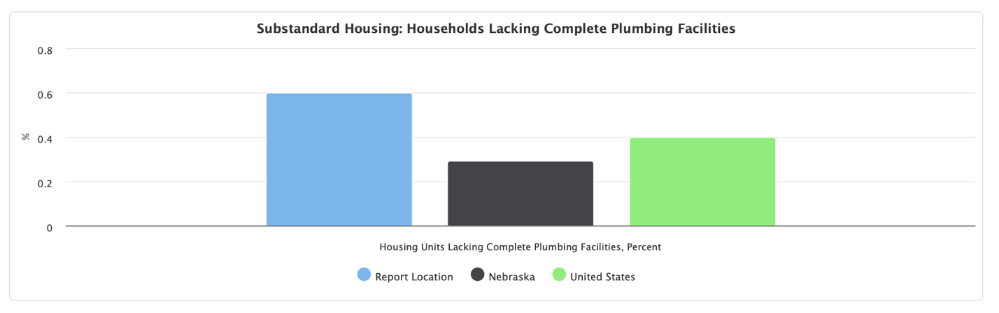 Substandard Housing: Households Lacking Complete Plumbing Facilities
0.8
0.6
%
0.4
0.2
0
Housing Units Lacking Complete Plumbing Facilities, Percent
Report Location Nebraska United States